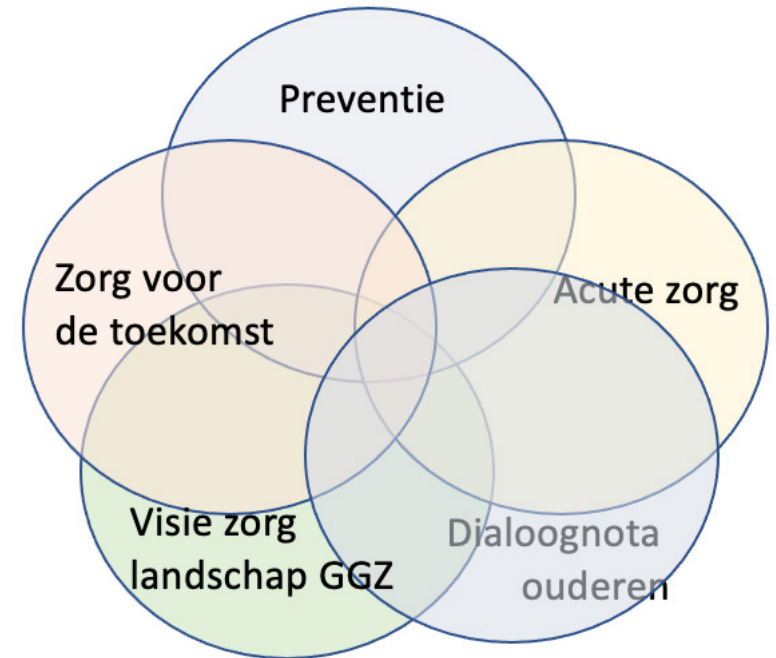 Preventie
Zorg voor
de toekomst
Acute zorg
Visie zorg
landschap GGZ
Dialoognota
ouderen